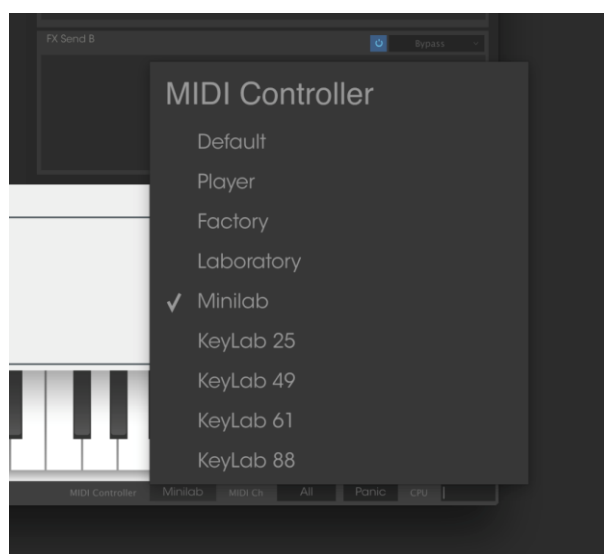 FX Send B Bypass
MIDI Controller
Default
Player
Factory
Laboratory
Minilab
KeyLab 25
KeyLab 49
KeyLab 61
KeyLab 88
MIDI Controller Minilab MIDI Ch All Panic CPU